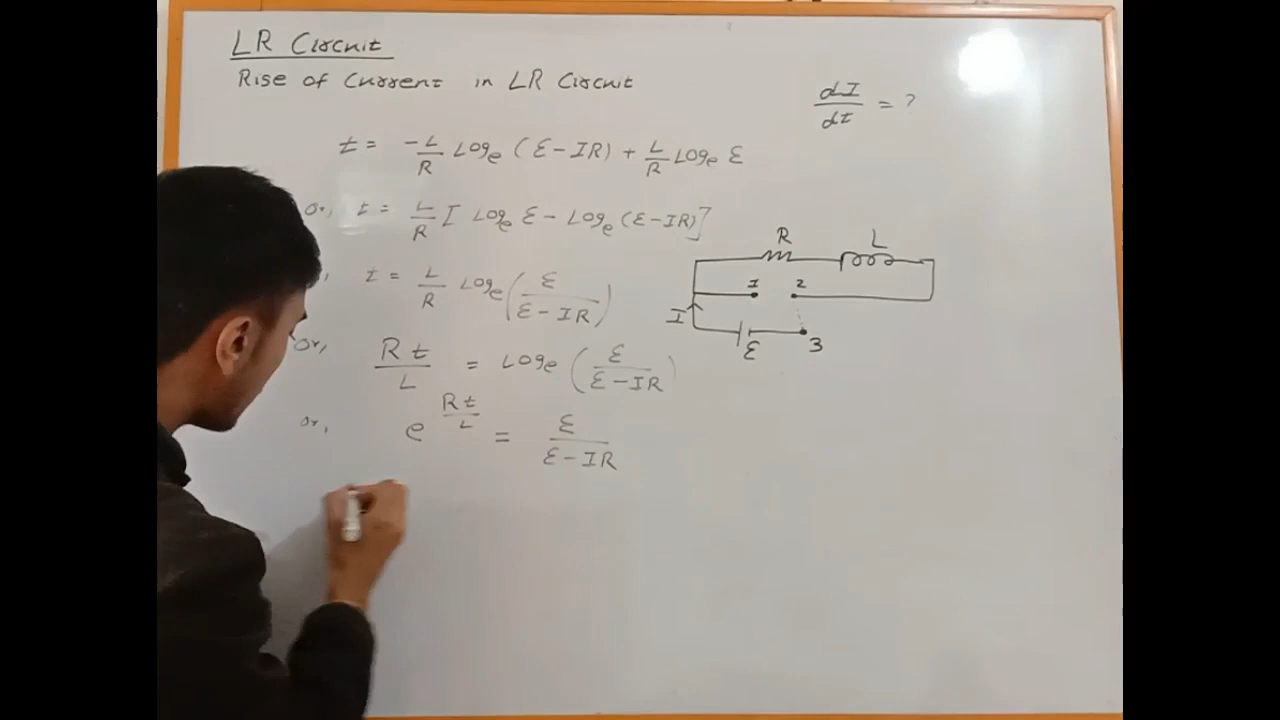 LR Circuit
Rise of Current in LR Circuit
dI/dt = ?
t = -L/R Loge (ε-IR) + L/R Loge ε
or, t = L/R [ Loge ε - Loge (ε-IR)]
, t = L/R Loge (ε/(ε-IR))
or, Rt/L = Loge (ε/(ε-IR))
or, e^(Rt/L) = ε/(ε-IR)
R L
1 2
I
ε 3